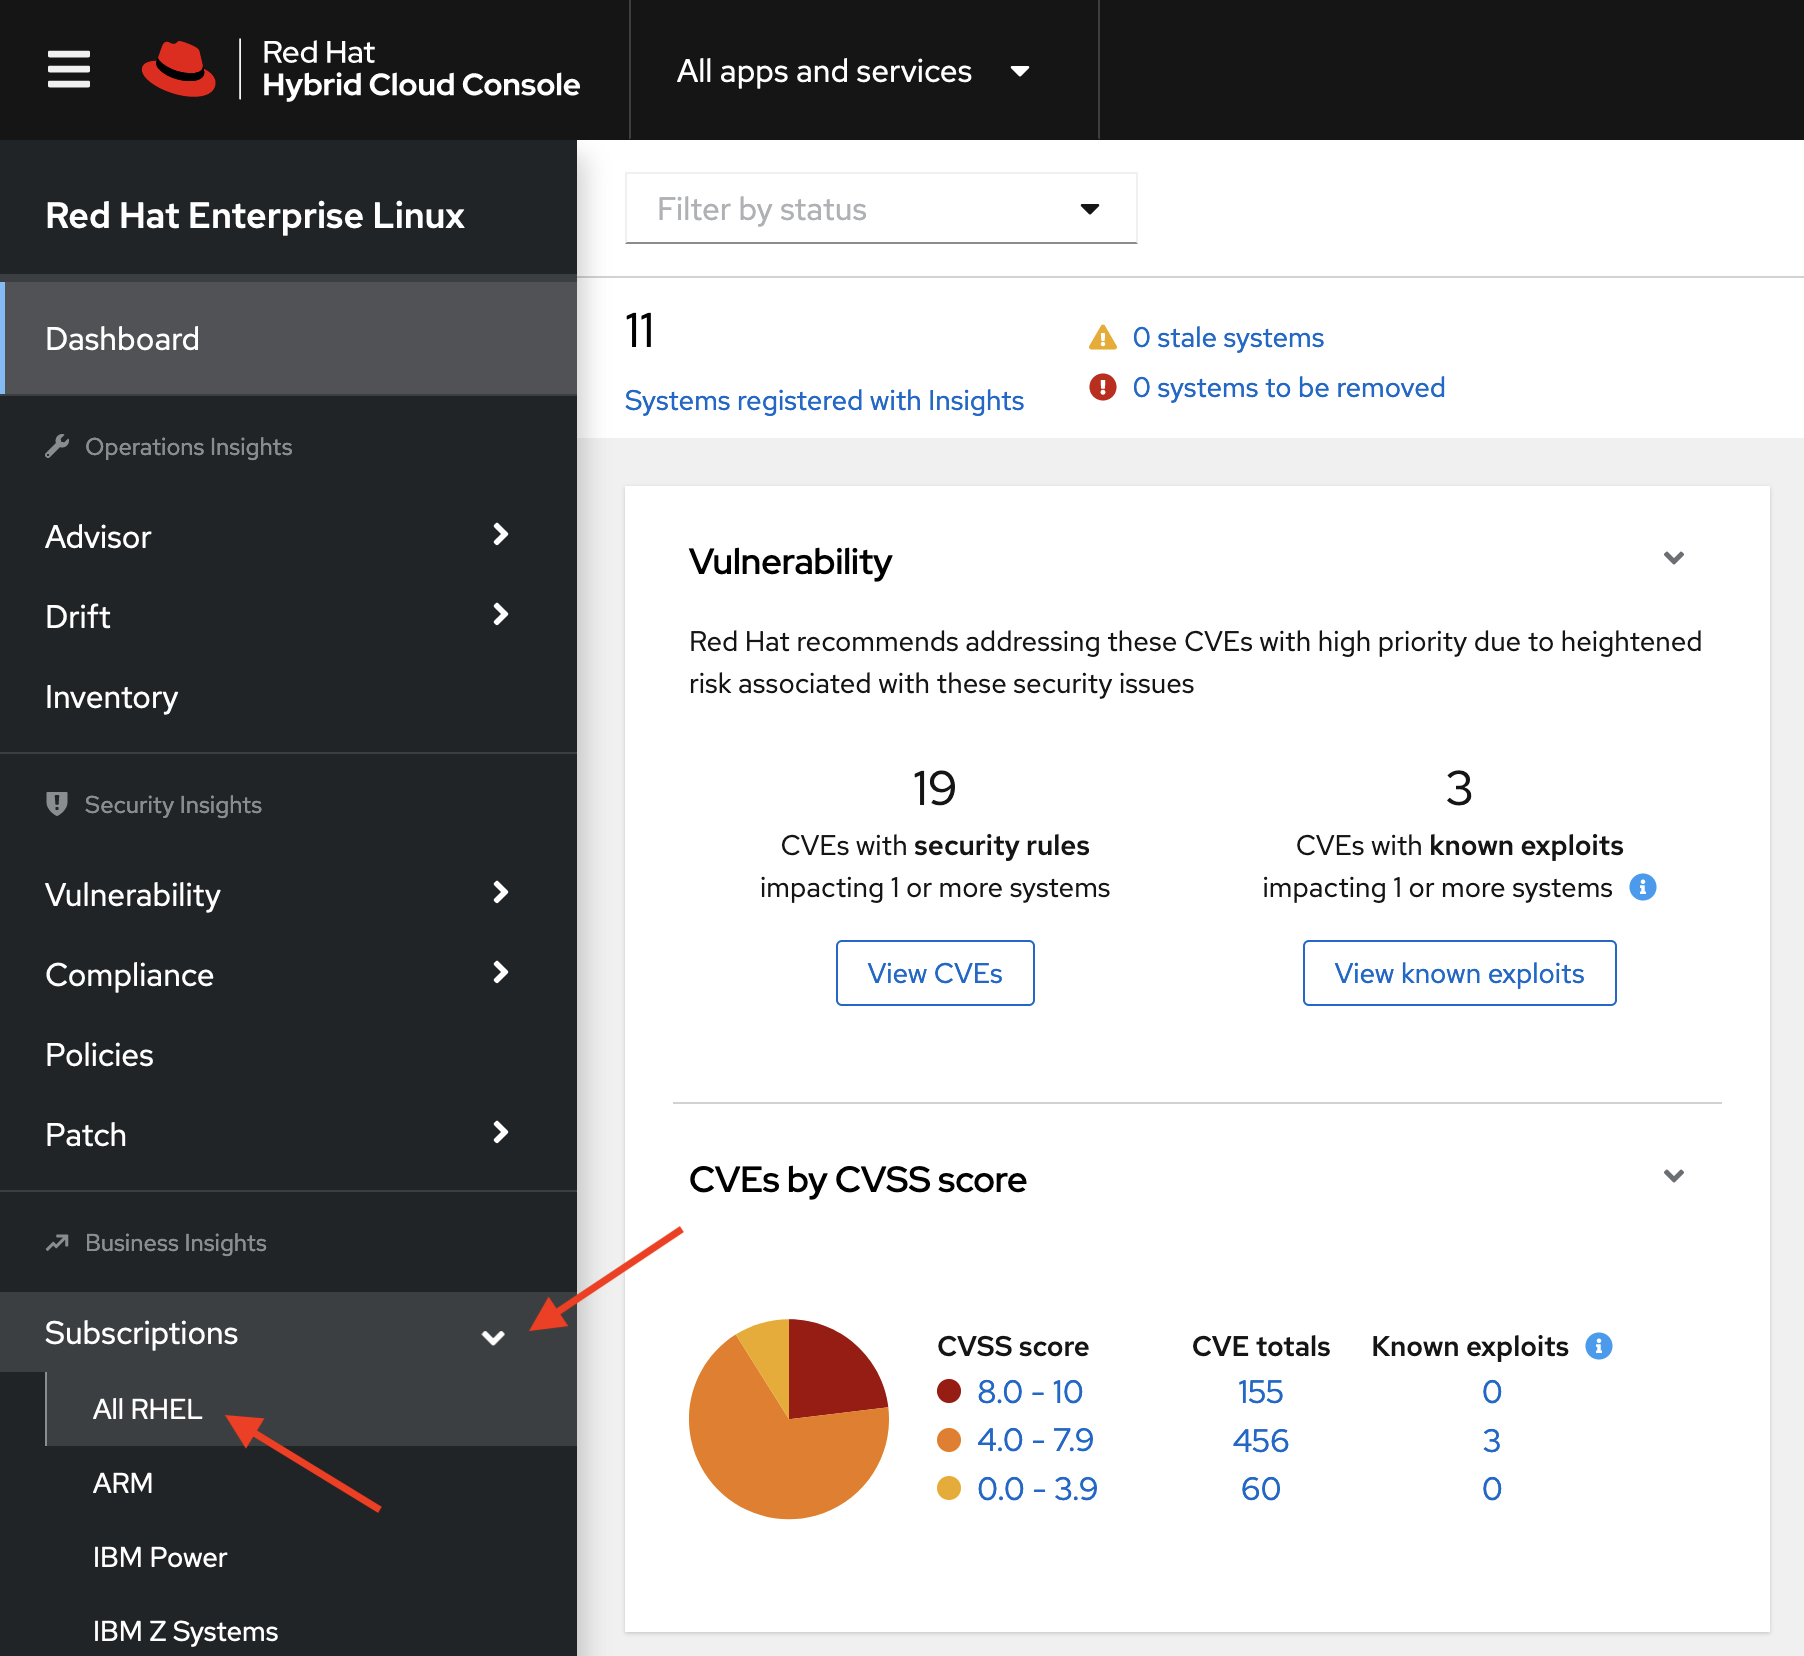 Red Hat
Hybrid Cloud Console
All apps and services
Red Hat Enterprise Linux
Dashboard
Operations Insights
Advisor
Drift
Inventory
Security Insights
Vulnerability
Compliance
Policies
Patch
Business Insights
Subscriptions
All RHEL
ARM
IBM Power
IBM Z Systems
Filter by status
11
Systems registered with Insights
0 stale systems
0 systems to be removed
Vulnerability
Red Hat recommends addressing these CVEs with high priority due to heightened
risk associated with these security issues
19
CVEs with security rules
impacting 1 or more systems
View CVEs
3
CVEs with known exploits
impacting 1 or more systems
View known exploits
CVEs by CVSS score
CVSS score CVE totals Known exploits
8.0 - 10 155 0
4.0 - 7.9 456 3
0.0 - 3.9 60 0